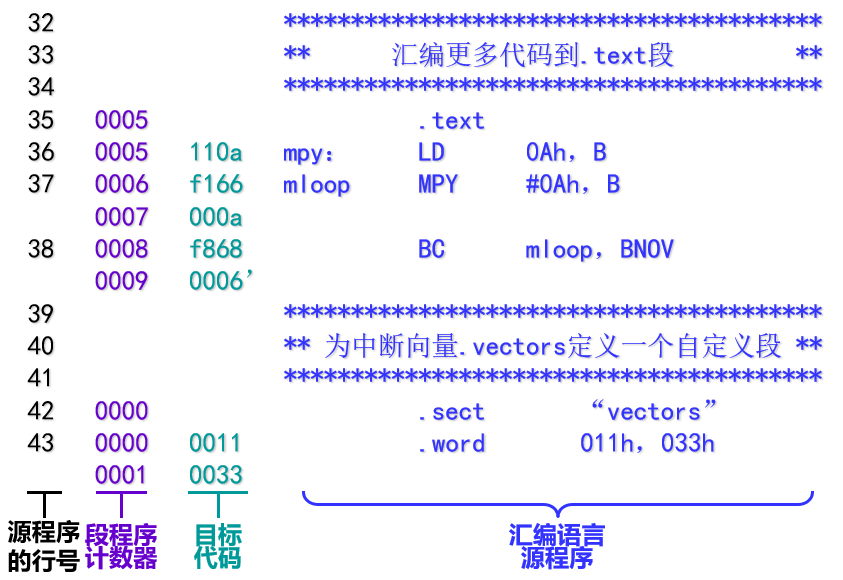 32 ****************************************
33 ** 汇编更多代码到.text段 **
34 ****************************************
35 0005 .text
36 0005 110a mpy: LD 0Ah, B
37 0006 f166 mloop MPY #0Ah, B
0007 000a
38 0008 f868 BC mloop, BNOV
0009 0006’
39 ****************************************
40 ** 为中断向量.vectors定义一个自定义段 **
41 ****************************************
42 0000 .sect “vectors”
43 0000 0011 .word 011h, 033h
0001 0033
源程序的行号 段程序计数器 目标代码 汇编语言源程序